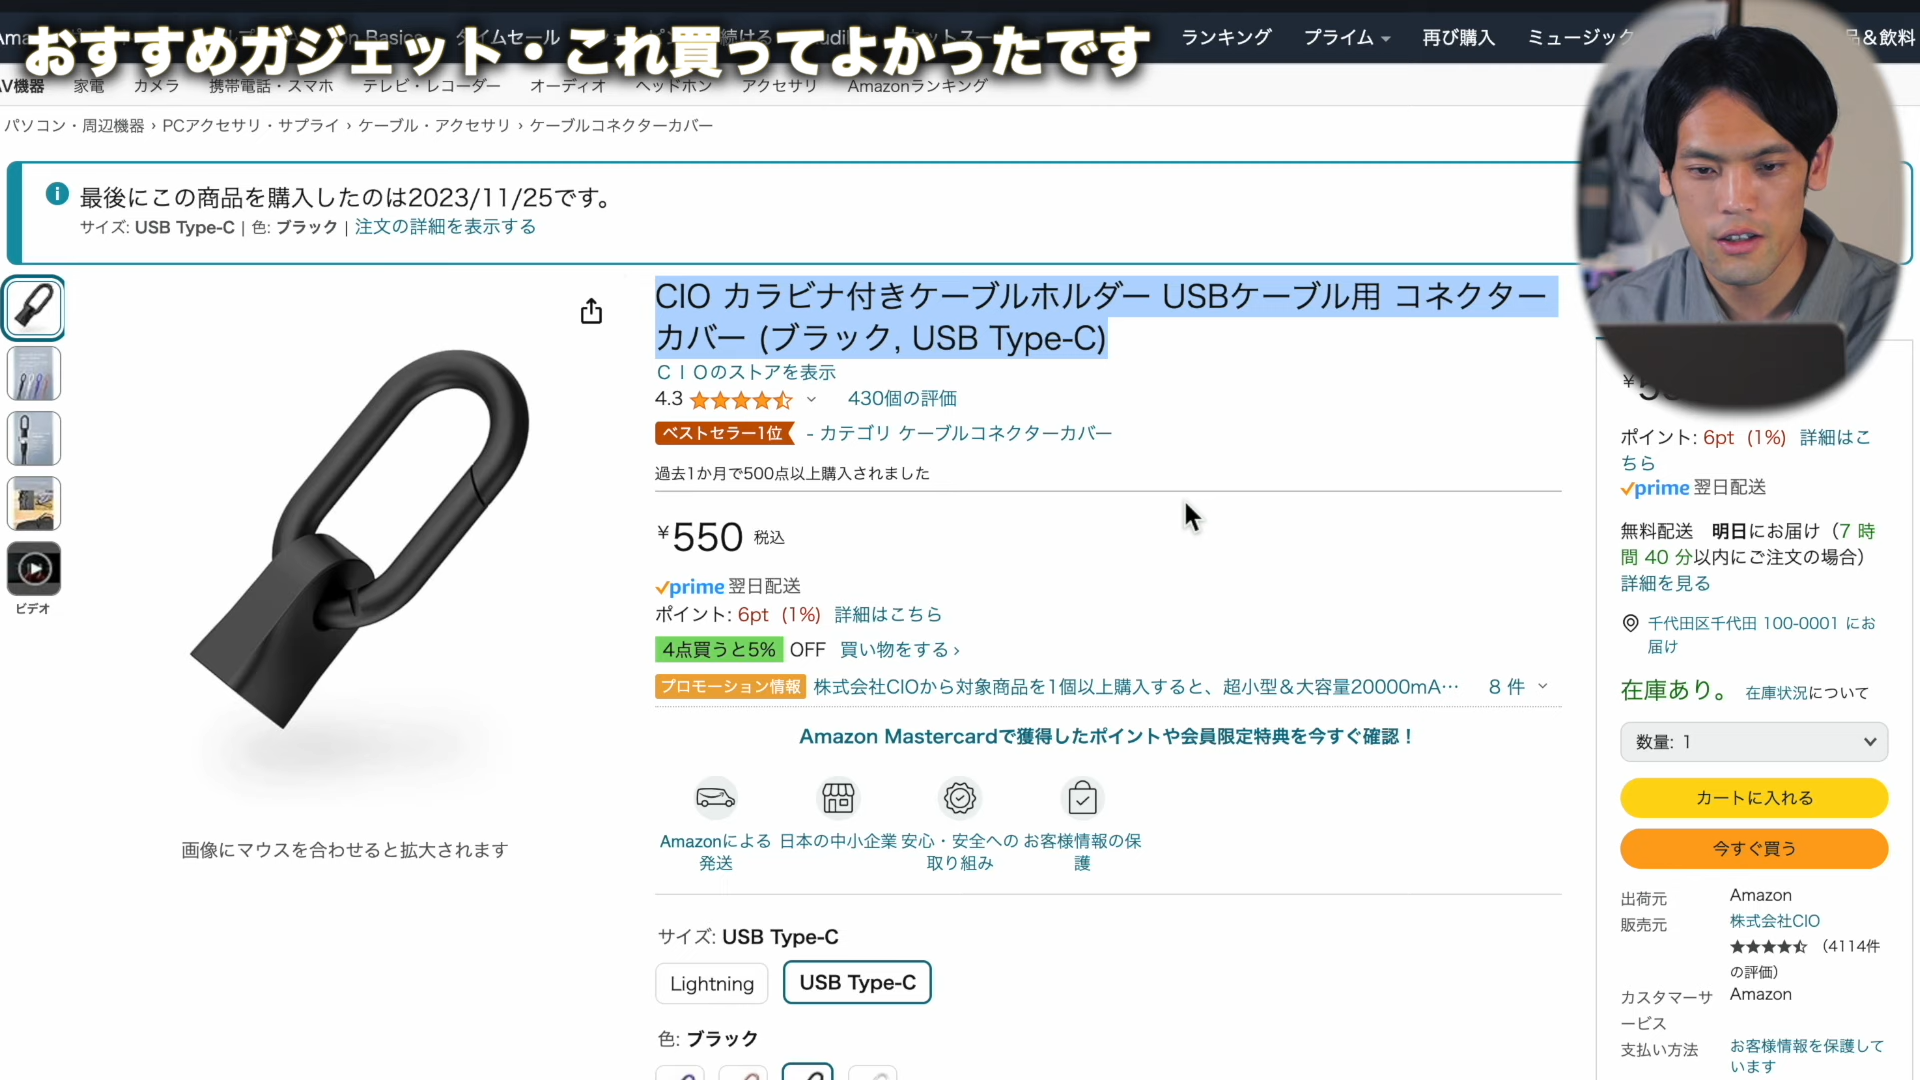 おすすめガジェット・これ買ってよかったです
ランキング
プライム
再び購入
ミュージック
品&飲料
AV機器
家電
カメラ
携帯電話・スマホ
テレビ・レコーダー
オーディオ
ヘッドホン
アクセサリ
Amazonランキング
パソコン・周辺機器 › PCアクセサリ・サプライ › ケーブル・アクセサリ › ケーブルコネクターカバー
最後にこの商品を購入したのは2023/11/25です。
サイズ: USB Type-C | 色: ブラック | 注文の詳細を表示する
CIO カラビナ付きケーブルホルダー USBケーブル用 コネクター
カバー (ブラック, USB Type-C)
ＣＩＯのストアを表示
4.3 430個の評価
ベストセラー1位 - カテゴリ ケーブルコネクターカバー
過去1か月で500点以上購入されました
¥550 税込
prime 翌日配送
ポイント: 6pt (1%) 詳細はこちら
4点買うと5% OFF 買い物をする ›
プロモーション情報 株式会社CIOから対象商品を1個以上購入すると、超小型＆大容量20000mA… 8 件
Amazon Mastercardで獲得したポイントや会員限定特典を今すぐ確認！
Amazonによる
発送
日本の中小企業
安心・安全への
取り組み
お客様情報の保
護
サイズ: USB Type-C
Lightning
USB Type-C
色: ブラック
ビデオ
画像にマウスを合わせると拡大されます
ポイント: 6pt (1%) 詳細はこ
ちら
prime 翌日配送
無料配送 明日にお届け（7 時
間 40 分以内にご注文の場合）
詳細を見る
千代田区千代田 100-0001 にお
届け
在庫あり。 在庫状況について
数量: 1
カートに入れる
今すぐ買う
出荷元 Amazon
販売元 株式会社CIO
（4114件
の評価）
カスタマーサ
ービス
Amazon
支払い方法
お客様情報を保護して
います